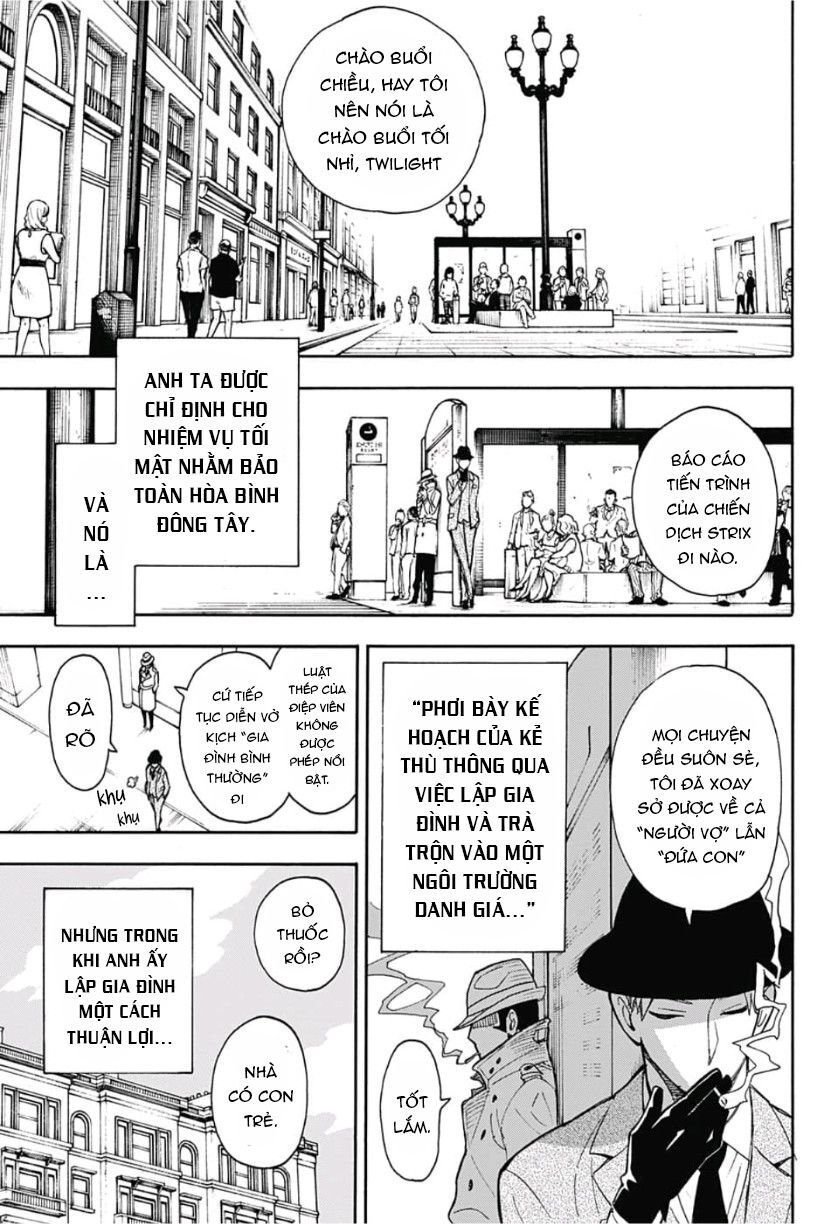 CHÀO BUỔI
CHIỀU, HAY TÔI
NÊN NÓI LÀ
CHÀO BUỔI TỐI
NHỈ, TWILIGHT
BÁO CÁO
TIẾN TRÌNH
CỦA CHIẾN
DỊCH STRIX
ĐI NÀO.
ANH TA ĐƯỢC
CHỈ ĐỊNH CHO
NHIỆM VỤ TỐI
MẬT NHẰM BẢO
TOÀN HÒA BÌNH
ĐÔNG TÂY.
VÀ
NÓ
LÀ
...
MỌI CHUYỆN
ĐỀU SUÔN SẺ,
TÔI ĐÃ XOAY
SỞ ĐƯỢC VỀ CẢ
“NGƯỜI VỢ” LẪN
“ĐỨA CON”
“PHƠI BÀY KẾ
HOẠCH CỦA KẺ
THÙ THÔNG QUA
VIỆC LẬP GIA
ĐÌNH VÀ TRÀ
TRỘN VÀO MỘT
NGÔI TRƯỜNG
DANH GIÁ...”
TỐT
LẮM.
LUẬT
THÉP CỦA
ĐIỆP VIÊN
KHÔNG
ĐƯỢC
PHÉP NỔI
BẬT.
CỨ TIẾP
TỤC DIỄN VỞ
KỊCH “GIA
ĐÌNH BÌNH
THƯỜNG”
ĐI
ĐÃ
RÕ
khụ
khụ
BỎ
THUỐC
RỒI?
NHÀ
CÓ CON
TRẺ.
NHƯNG TRONG
KHI ANH ẤY
LẬP GIA ĐÌNH
MỘT CÁCH
THUẬN LỢI...